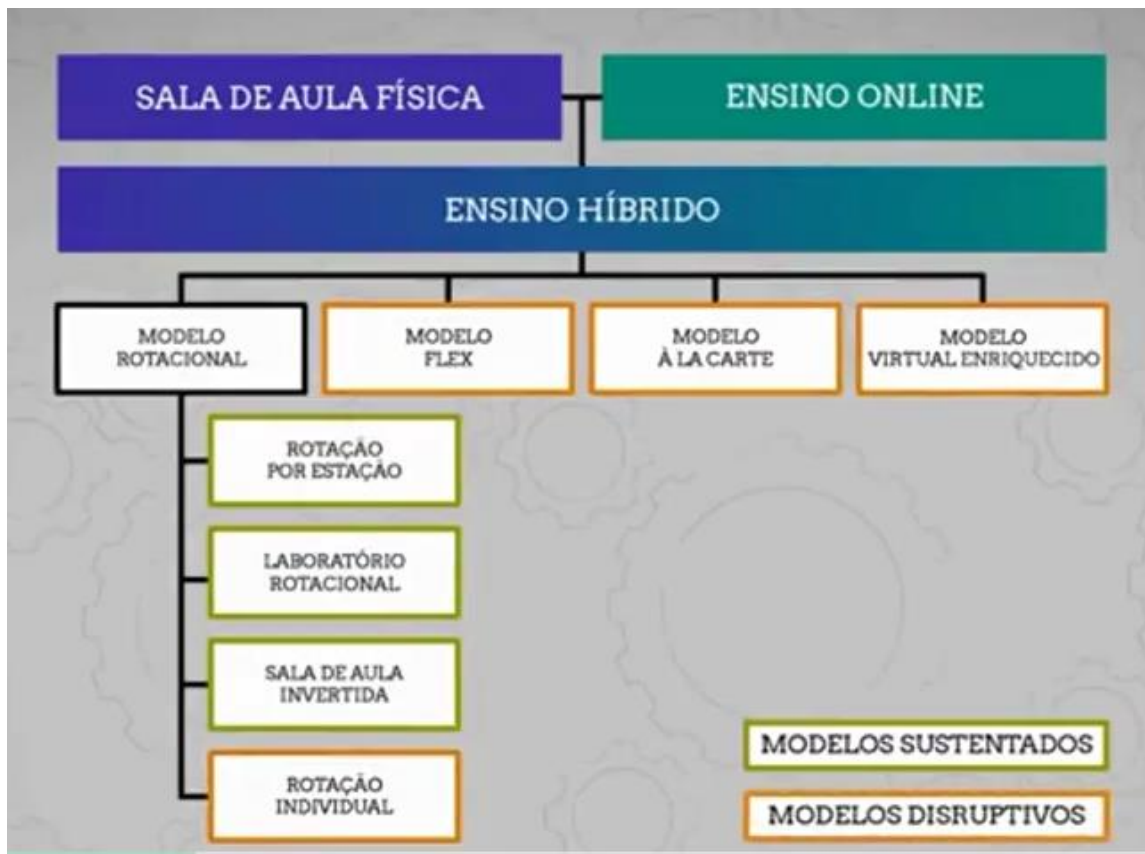 SALA DE AULA FÍSICA
ENSINO ONLINE
ENSINO HÍBRIDO
MODELO
ROTACIONAL
MODELO
FLEX
MODELO
À LA CARTE
MODELO
VIRTUAL ENRIQUECIDO
ROTAÇÃO
POR ESTAÇÃO
LABORATÓRIO
ROTACIONAL
SALA DE AULA
INVERTIDA
ROTAÇÃO
INDIVIDUAL
MODELOS SUSTENTADOS
MODELOS DISRUPTIVOS